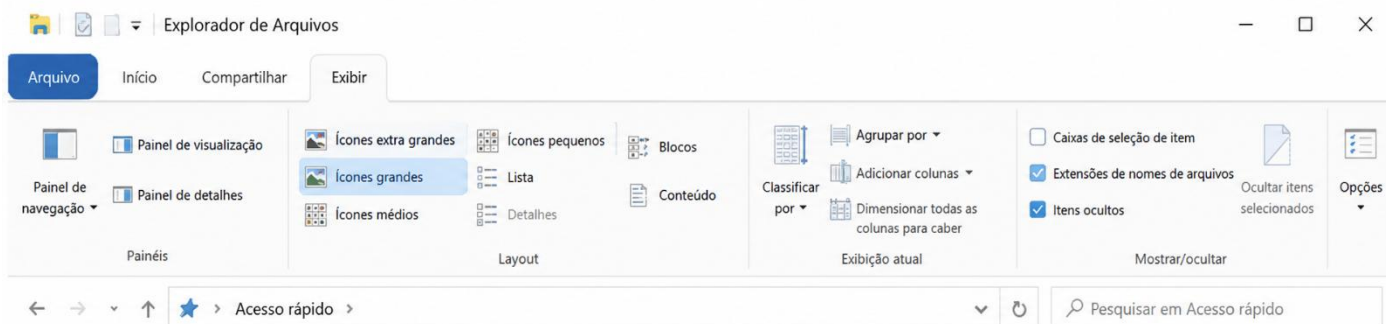 Explorador de Arquivos
Arquivo Início Compartilhar Exibir
Painel de navegação
Painel de visualização
Painel de detalhes
Painéis
Ícones extra grandes
Ícones grandes
Ícones médios
Ícones pequenos
Lista
Detalhes
Blocos
Conteúdo
Layout
Classificar por
Agrupar por
Adicionar colunas
Dimensionar todas as
colunas para caber
Exibição atual
Caixas de seleção de item
Extensões de nomes de arquivos
Itens ocultos
Ocultar itens
selecionados
Mostrar/ocultar
Opções
Acesso rápido
Pesquisar em Acesso rápido